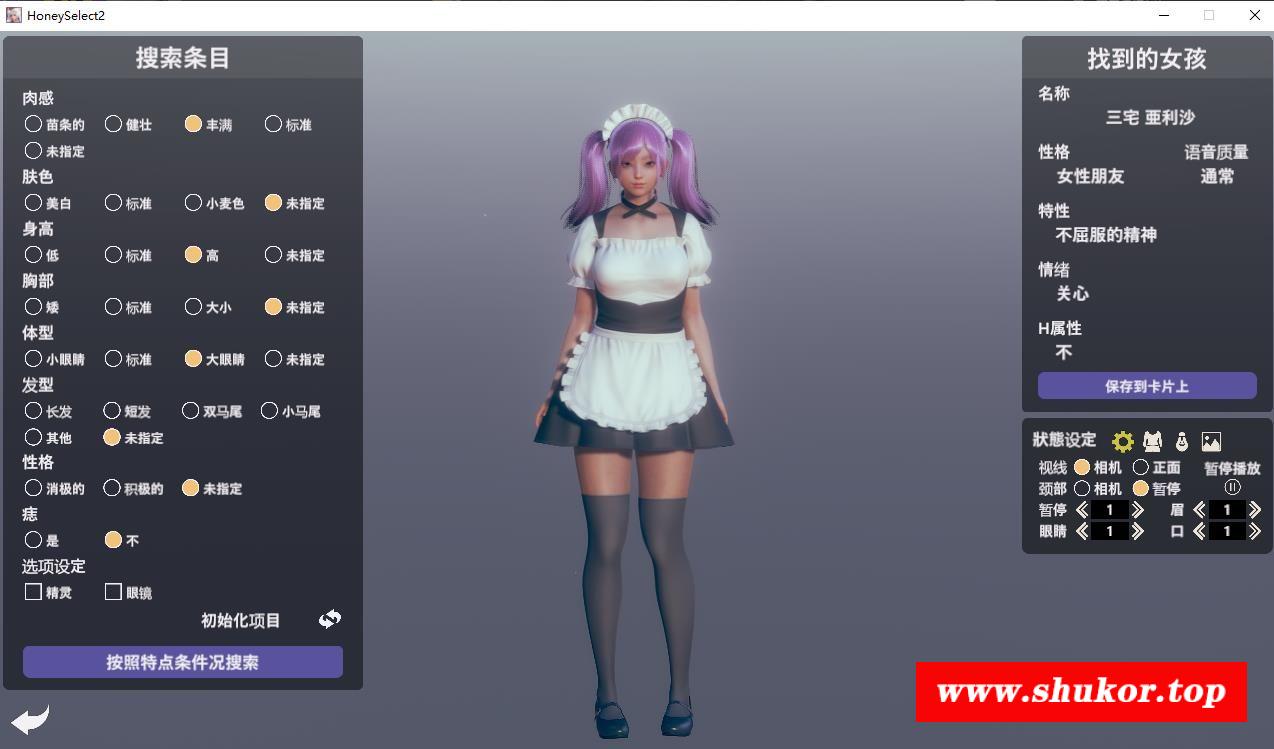 HoneySelect2
搜索条目
肉感
苗条的 健壮 丰满 标准
未指定
肤色
美白 标准 小麦色 未指定
身高
低 标准 高 未指定
胸部
矮 标准 大小 未指定
体型
小眼睛 标准 大眼睛 未指定
发型
长发 短发 双马尾 小马尾
其他 未指定
性格
消极的 积极的 未指定
痣
是 不
选项设定
精灵 眼镜
初始化项目
按照特点条件况搜索
找到的女孩
名称
三宅 亜利沙
性格 语音质量
女性朋友 通常
特性
不屈服的精神
情绪
关心
H属性
不
保存到卡片上
狀態设定
视线 相机 正面 暂停播放
颈部 相机 暂停
暂停 1 眉 1
眼睛 1 口 1
www.shukor.top